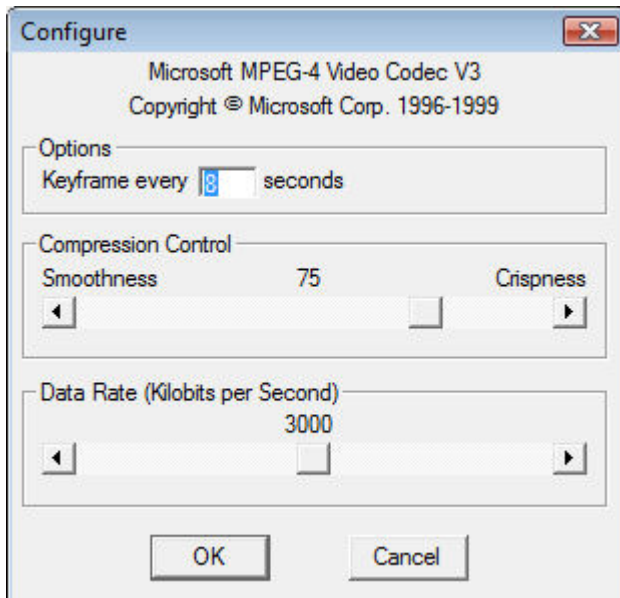 Configure
Microsoft MPEG-4 Video Codec V3
Copyright © Microsoft Corp. 1996-1999
Options
Keyframe every 8 seconds
Compression Control
Smoothness 75 Crispness
Data Rate (Kilobits per Second)
3000
OK Cancel